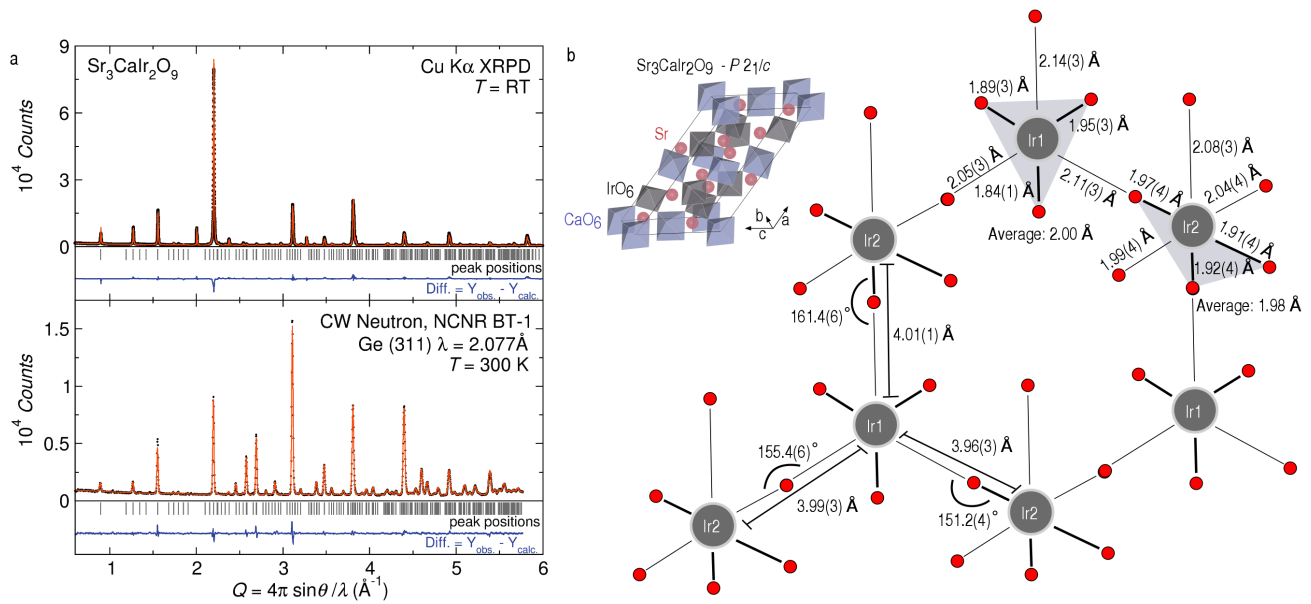 a
Sr3CaIr2O9
Cu Kα XRPD
T = RT
10^4 Counts
9
6
3
0
peak positions
Diff. = Yobs. - Ycalc.
CW Neutron, NCNR BT-1
Ge (311) λ = 2.077Å
T = 300 K
10^4 Counts
1.5
1
0.5
0
peak positions
Diff. = Yobs. - Ycalc.
1 2 3 4 5 6
Q = 4π sinθ/λ (Å^-1)
b
Sr3CaIr2O9 - P 21/c
Sr
IrO6
CaO6
b
a
c
2.14(3) Å
1.89(3) Å
1.95(3) Å
Ir1
2.05(3) Å
1.84(1) Å
2.11(3) Å
Average: 2.00 Å
2.08(3) Å
1.97(4) Å
2.04(4) Å
Ir2
1.99(4) Å
1.91(4) Å
1.92(4) Å
Average: 1.98 Å
Ir2
161.4(6)°
4.01(1) Å
Ir1
Ir1
155.4(6)°
3.96(3) Å
3.99(3) Å
151.2(4)°
Ir2
Ir2